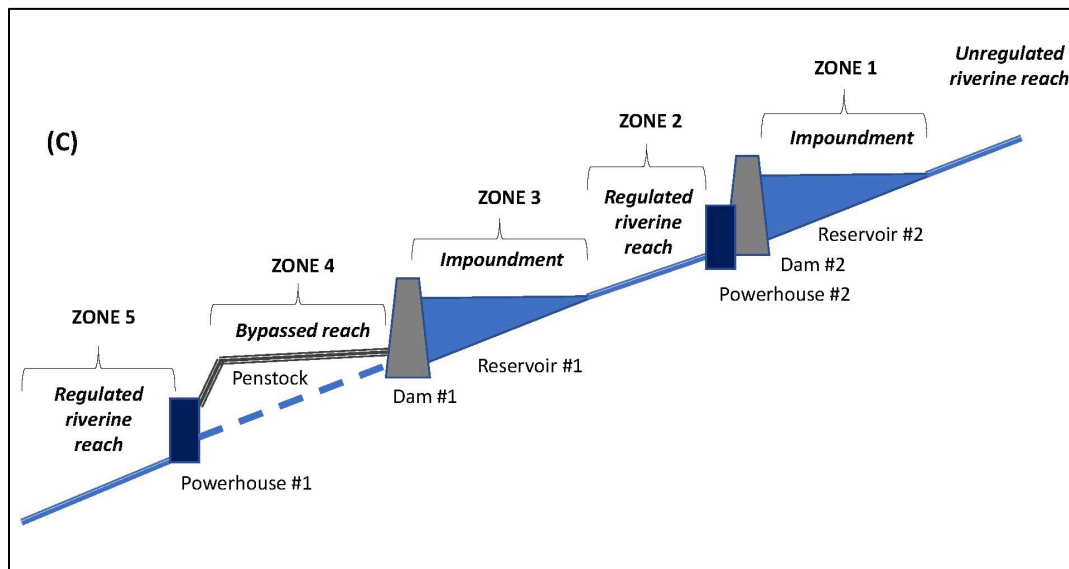 (C)
Unregulated
riverine reach
ZONE 1
Impoundment
ZONE 2
Regulated
riverine
reach
Reservoir #2
Dam #2
Powerhouse #2
ZONE 3
Impoundment
Reservoir #1
Dam #1
ZONE 4
Bypassed reach
Penstock
ZONE 5
Regulated
riverine
reach
Powerhouse #1